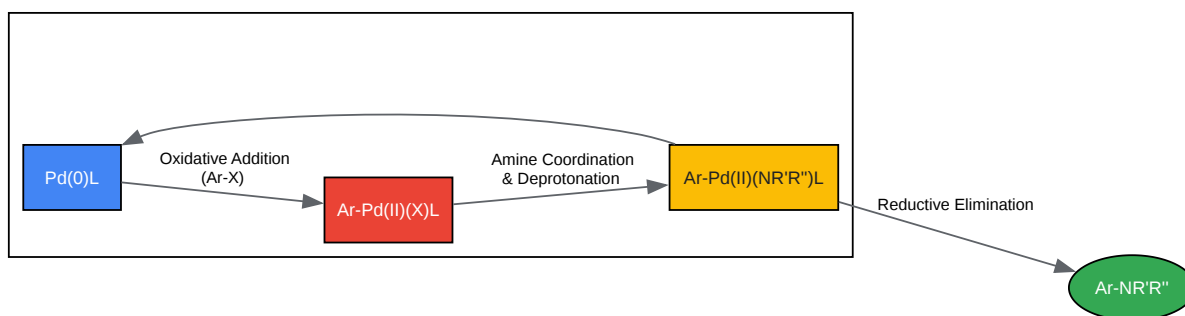 Pd(0)L
Oxidative Addition
(Ar-X)
Ar-Pd(II)(X)L
Amine Coordination
& Deprotonation
Ar-Pd(II)(NR'R'')L
Reductive Elimination
Ar-NR'R''